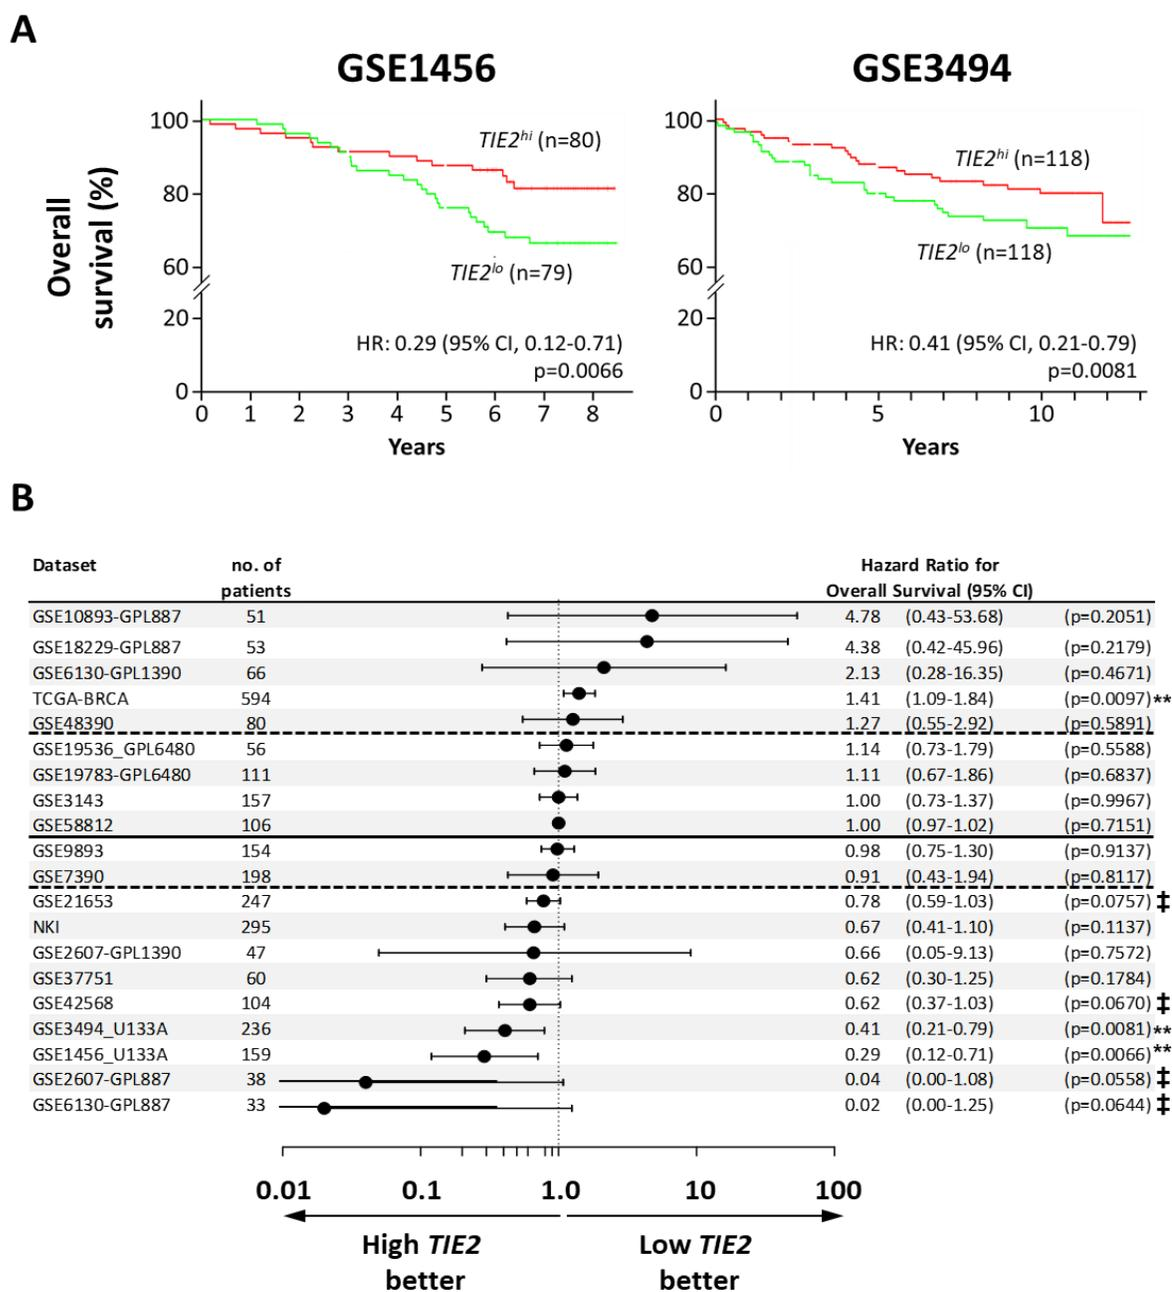 A
GSE1456
GSE3494
Overall
survival (%)
100
80
60
20
0
TIE2hi (n=80)
TIE2lo (n=79)
HR: 0.29 (95% CI, 0.12-0.71)
p=0.0066
0 1 2 3 4 5 6 7 8
Years
100
80
60
20
0
TIE2hi (n=118)
TIE2lo (n=118)
HR: 0.41 (95% CI, 0.21-0.79)
p=0.0081
0 5 10
Years
B
Dataset no. of Hazard Ratio for
patients Overall Survival (95% CI)
GSE10893-GPL887 51 4.78 (0.43-53.68) (p=0.2051)
GSE18229-GPL887 53 4.38 (0.42-45.96) (p=0.2179)
GSE6130-GPL1390 66 2.13 (0.28-16.35) (p=0.4671)
TCGA-BRCA 594 1.41 (1.09-1.84) (p=0.0097)**
GSE48390 80 1.27 (0.55-2.92) (p=0.5891)
GSE19536_GPL6480 56 1.14 (0.73-1.79) (p=0.5588)
GSE19783-GPL6480 111 1.11 (0.67-1.86) (p=0.6837)
GSE3143 157 1.00 (0.73-1.37) (p=0.9967)
GSE58812 106 1.00 (0.97-1.02) (p=0.7151)
GSE9893 154 0.98 (0.75-1.30) (p=0.9137)
GSE7390 198 0.91 (0.43-1.94) (p=0.8117)
GSE21653 247 0.78 (0.59-1.03) (p=0.0757)‡
NKI 295 0.67 (0.41-1.10) (p=0.1137)
GSE2607-GPL1390 47 0.66 (0.05-9.13) (p=0.7572)
GSE37751 60 0.62 (0.30-1.25) (p=0.1784)
GSE42568 104 0.62 (0.37-1.03) (p=0.0670)‡
GSE3494_U133A 236 0.41 (0.21-0.79) (p=0.0081)**
GSE1456_U133A 159 0.29 (0.12-0.71) (p=0.0066)**
GSE2607-GPL887 38 0.04 (0.00-1.08) (p=0.0558)‡
GSE6130-GPL887 33 0.02 (0.00-1.25) (p=0.0644)‡
0.01 0.1 1.0 10 100
High TIE2 Low TIE2
better better